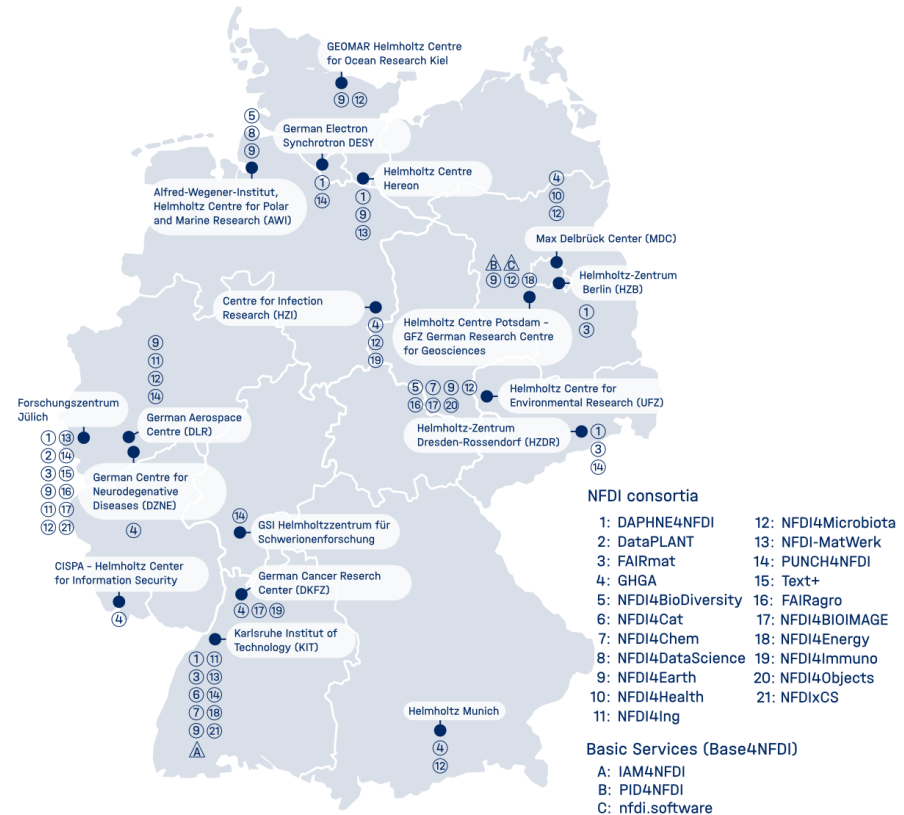 GEOMAR Helmholtz Centre
for Ocean Research Kiel
9 12
5
8
9
German Electron
Synchrotron DESY
1
14
Helmholtz Centre
Hereon
1
9
13
Alfred-Wegener-Institut,
Helmholtz Centre for Polar
and Marine Research (AWI)
4
10
12
Max Delbrück Center (MDC)
B C
9 12 18
Helmholtz-Zentrum
Berlin (HZB)
1
3
Centre for Infection
Research (HZI)
4
12
19
Helmholtz Centre Potsdam –
GFZ German Research Centre
for Geosciences
9
11
12
14
5 7 9 12
16 17 20
Helmholtz Centre for
Environmental Research (UFZ)
Forschungszentrum
Jülich
1 13
2 14
3 15
9 16
11 17
12 21
German Aerospace
Centre (DLR)
Helmholtz-Zentrum
Dresden-Rossendorf (HZDR)
1
3
14
German Centre for
Neurodegenative
Diseases (DZNE)
4
14
GSI Helmholtzzentrum für
Schwerionenforschung
CISPA – Helmholtz Center
for Information Security
4
German Cancer Reserch
Center (DKFZ)
4 17 19
Karlsruhe Institut of
Technology (KIT)
1 11
3 13
6 14
7 18
9 21
A
Helmholtz Munich
4
12
NFDI consortia
1: DAPHNE4NFDI
2: DataPLANT
3: FAIRmat
4: GHGA
5: NFDI4BioDiversity
6: NFDI4Cat
7: NFDI4Chem
8: NFDI4DataScience
9: NFDI4Earth
10: NFDI4Health
11: NFDI4Ing
12: NFDI4Microbiota
13: NFDI-MatWerk
14: PUNCH4NFDI
15: Text+
16: FAIRagro
17: NFDI4BIOIMAGE
18: NFDI4Energy
19: NFDI4Immuno
20: NFDI4Objects
21: NFDIxCS
Basic Services (Base4NFDI)
A: IAM4NFDI
B: PID4NFDI
C: nfdi.software